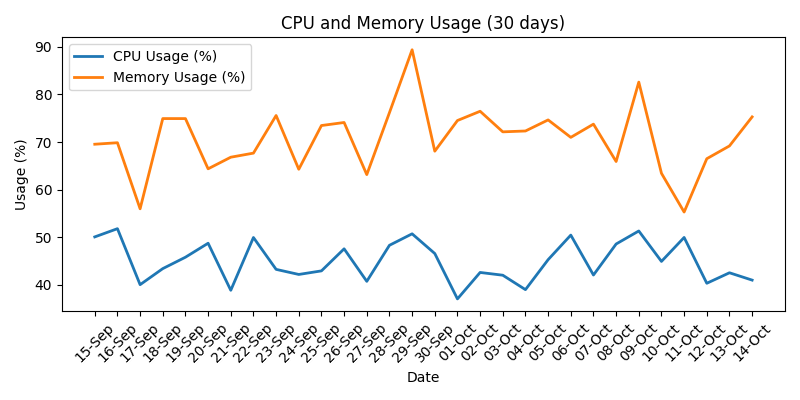 CPU and Memory Usage (30 days)
CPU Usage (%)
Memory Usage (%)
Usage (%)
90
80
70
60
50
40
15-Sep
16-Sep
17-Sep
18-Sep
19-Sep
20-Sep
21-Sep
22-Sep
23-Sep
24-Sep
25-Sep
26-Sep
27-Sep
28-Sep
29-Sep
30-Sep
01-Oct
02-Oct
03-Oct
04-Oct
05-Oct
06-Oct
07-Oct
08-Oct
09-Oct
10-Oct
11-Oct
12-Oct
13-Oct
14-Oct
Date